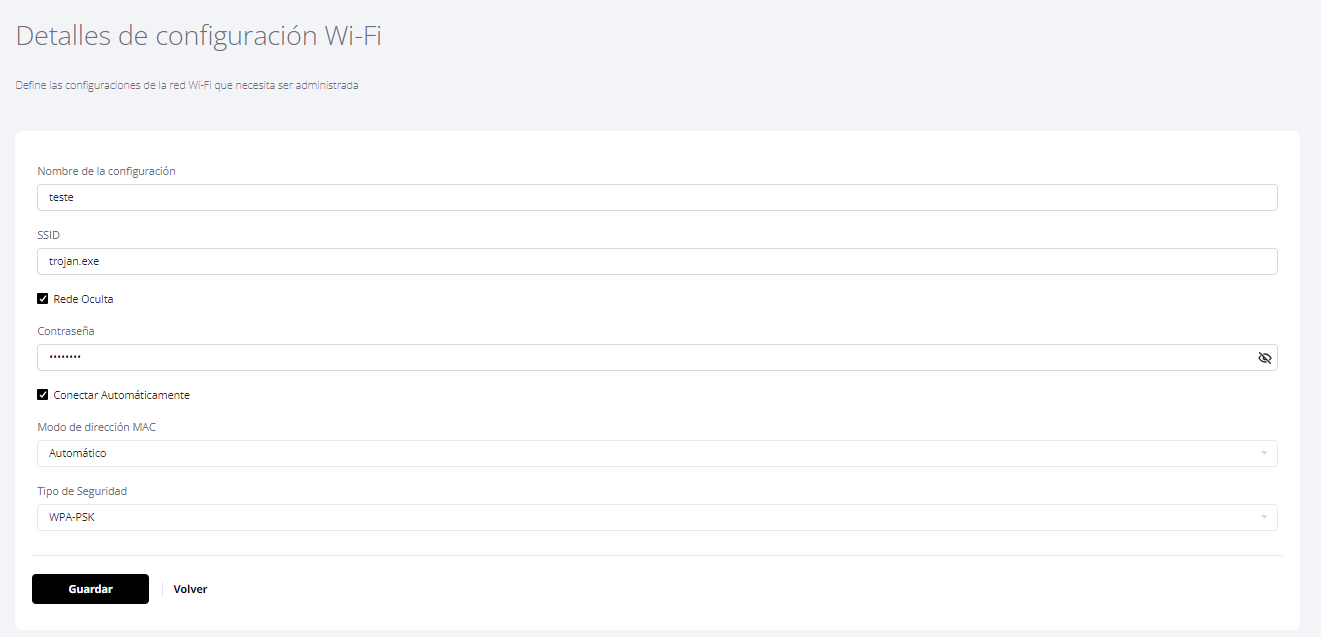 Detalles de configuración Wi-Fi
Define las configuraciones de la red Wi-Fi que necesita ser administrada
Nombre de la configuración
teste
SSID
trojan.exe
Rede Oculta
Contraseña
••••••••
Conectar Automáticamente
Modo de dirección MAC
Automático
Tipo de Seguridad
WPA-PSK
Guardar
Volver